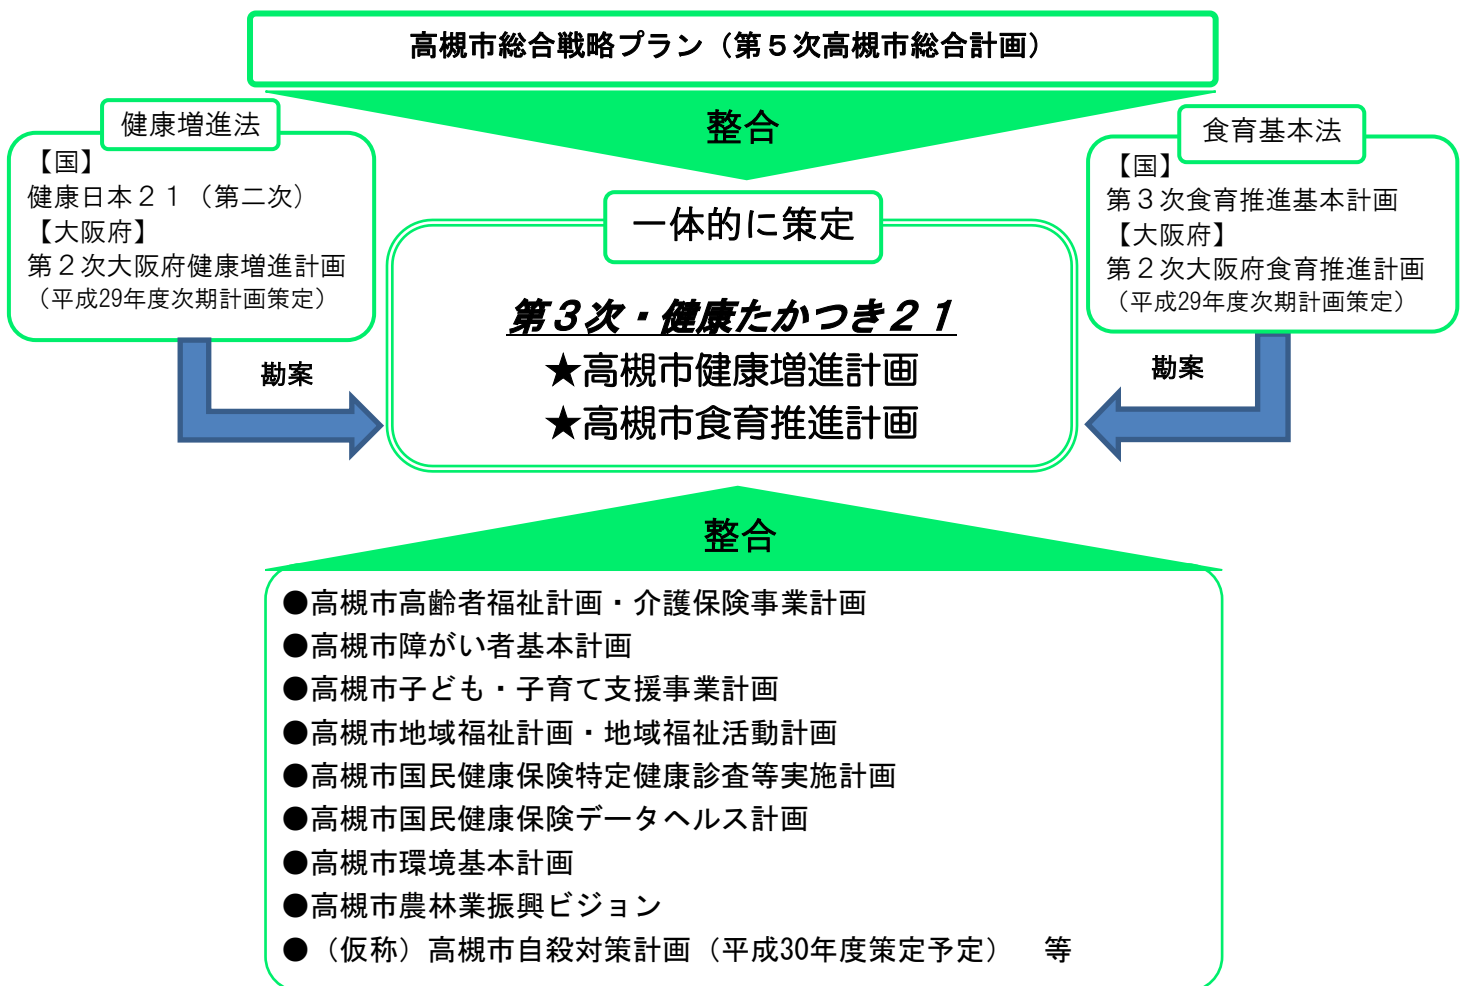 高槻市総合戦略プラン（第５次高槻市総合計画）
整合
健康増進法
【国】
健康日本２１（第二次）
【大阪府】
第２次大阪府健康増進計画
（平成29年度次期計画策定）
勘案
食育基本法
【国】
第３次食育推進基本計画
【大阪府】
第２次大阪府食育推進計画
（平成29年度次期計画策定）
勘案
一体的に策定
第３次・健康たかつき２１
★高槻市健康増進計画
★高槻市食育推進計画
整合
●高槻市高齢者福祉計画・介護保険事業計画
●高槻市障がい者基本計画
●高槻市子ども・子育て支援事業計画
●高槻市地域福祉計画・地域福祉活動計画
●高槻市国民健康保険特定健康診査等実施計画
●高槻市国民健康保険データヘルス計画
●高槻市環境基本計画
●高槻市農林業振興ビジョン
●（仮称）高槻市自殺対策計画（平成30年度策定予定）　等